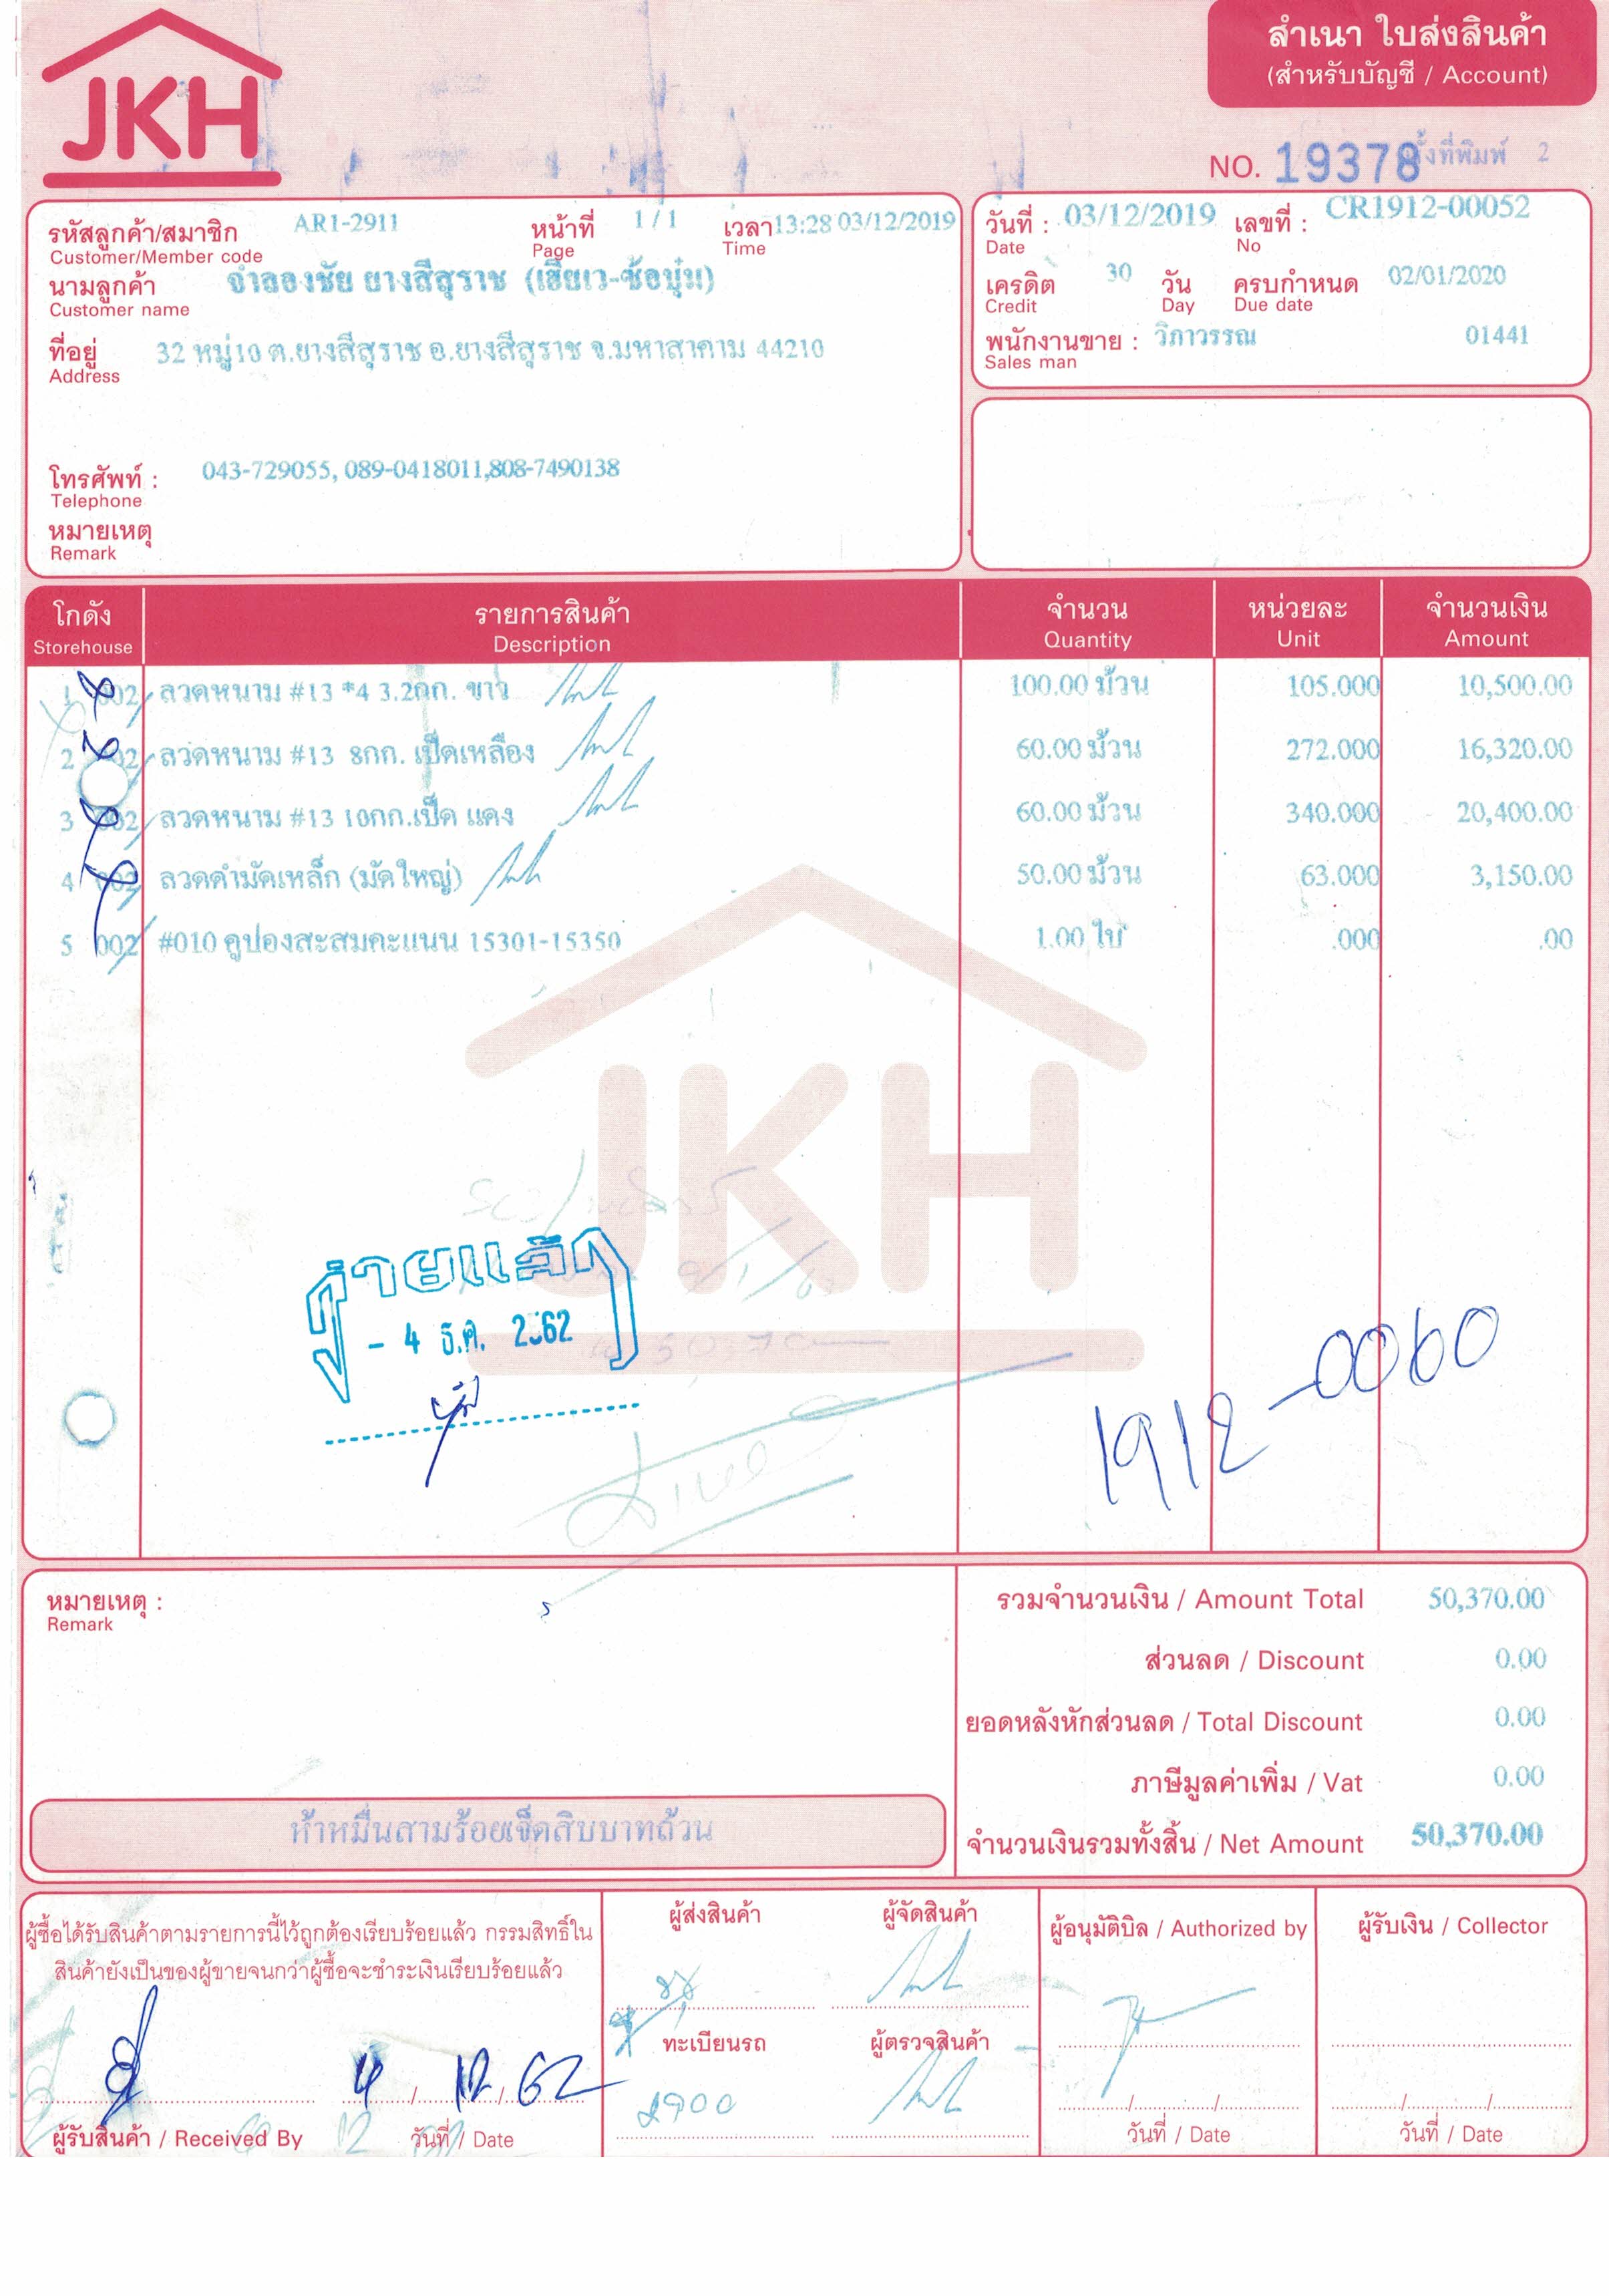 JKH
สำเนา ใบส่งสินค้า
(สำหรับบัญชี / Account)
NO. 19378 ครั้งที่พิมพ์ 2
รหัสลูกค้า/สมาชิก AR1-2911 หน้าที่ 1 / 1 เวลา 13:28 03/12/2019
Customer/Member code Page Time
นามลูกค้า จำลองชัย ยางสีสุราช (เฮียเว-ซ้อบุ๋ม)
Customer name
ที่อยู่ 32 หมู่10 ต.ยางสีสุราช อ.ยางสีสุราช จ.มหาสาคาม 44210
Address
โทรศัพท์ : 043-729055, 089-0418011,808-7490138
Telephone
หมายเหตุ
Remark
วันที่ : 03/12/2019 เลขที่ : CR1912-00052
Date No
เครดิต 30 วัน ครบกำหนด 02/01/2020
Credit Day Due date
พนักงานขาย : วิภาวรรณ 01441
Sales man
โกดัง รายการสินค้า จำนวน หน่วยละ จำนวนเงิน
Storehouse Description Quantity Unit Amount
1 002 ลวดหนาม #13 *4 3.2กก. ขาว 100.00 ม้วน 105.000 10,500.00
2 002 ลวดหนาม #13 8กก. เป็ดเหลือง 60.00 ม้วน 272.000 16,320.00
3 002 ลวดหนาม #13 10กก.เป็ด แดง 60.00 ม้วน 340.000 20,400.00
4 002 ลวดดำมัดเหล็ก (มัดใหญ่) 50.00 ม้วน 63.000 3,150.00
5 002 #010 คูปองสะสมคะแนน 15301-15350 1.00 ใบ .000 .00
JKH
จ่ายแล้ว
- 4 ธ.ค. 2562
1912-0060
หมายเหตุ :
Remark
รวมจำนวนเงิน / Amount Total 50,370.00
ส่วนลด / Discount 0.00
ยอดหลังหักส่วนลด / Total Discount 0.00
ภาษีมูลค่าเพิ่ม / Vat 0.00
ห้าหมื่นสามร้อยเจ็ดสิบบาทถ้วน
จำนวนเงินรวมทั้งสิ้น / Net Amount 50,370.00
ผู้ซื้อได้รับสินค้าตามรายการนี้ไว้ถูกต้องเรียบร้อยแล้ว กรรมสิทธิ์ใน
สินค้ายังเป็นของผู้ขายจนกว่าผู้ซื้อจะชำระเงินเรียบร้อยแล้ว
4 / 12 / 62
ผู้รับสินค้า / Received By วันที่ / Date
ผู้ส่งสินค้า ผู้จัดสินค้า
ทะเบียนรถ ผู้ตรวจสินค้า
ผู้อนุมัติบิล / Authorized by
วันที่ / Date
ผู้รับเงิน / Collector
วันที่ / Date